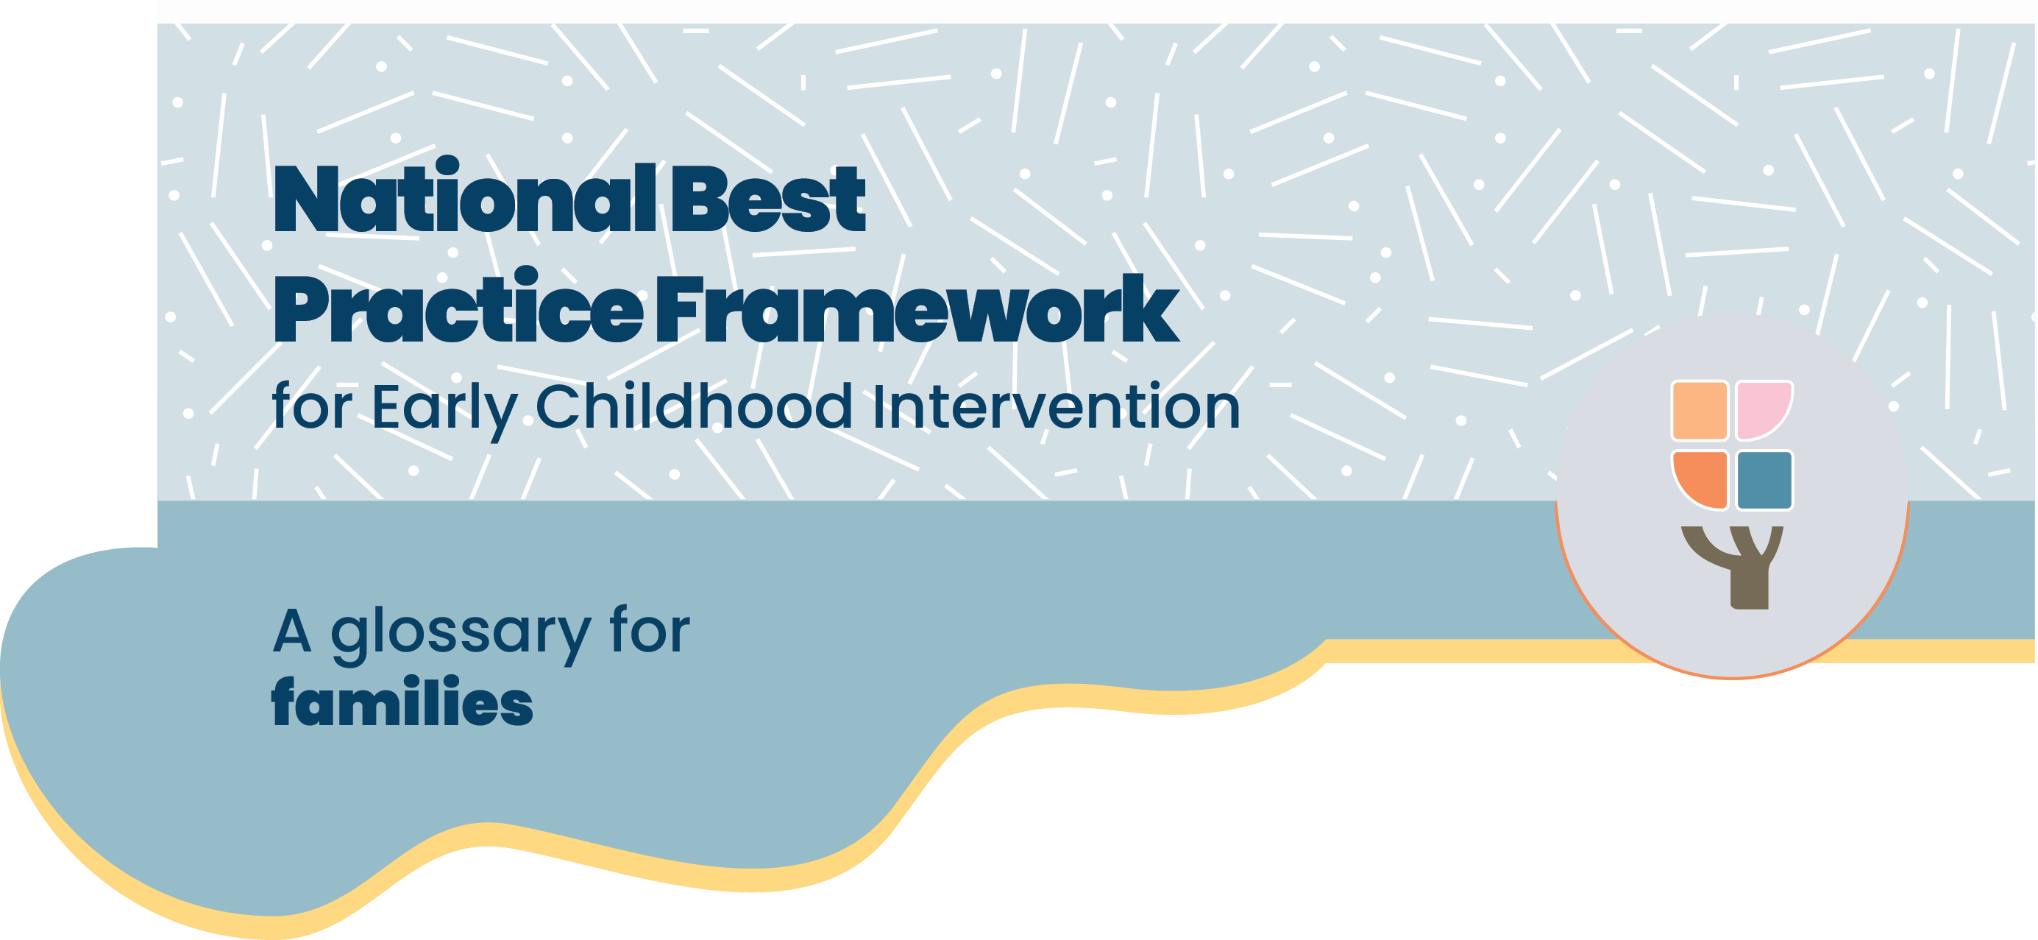 National Best
Practice Framework
for Early Childhood Intervention
A glossary for
families